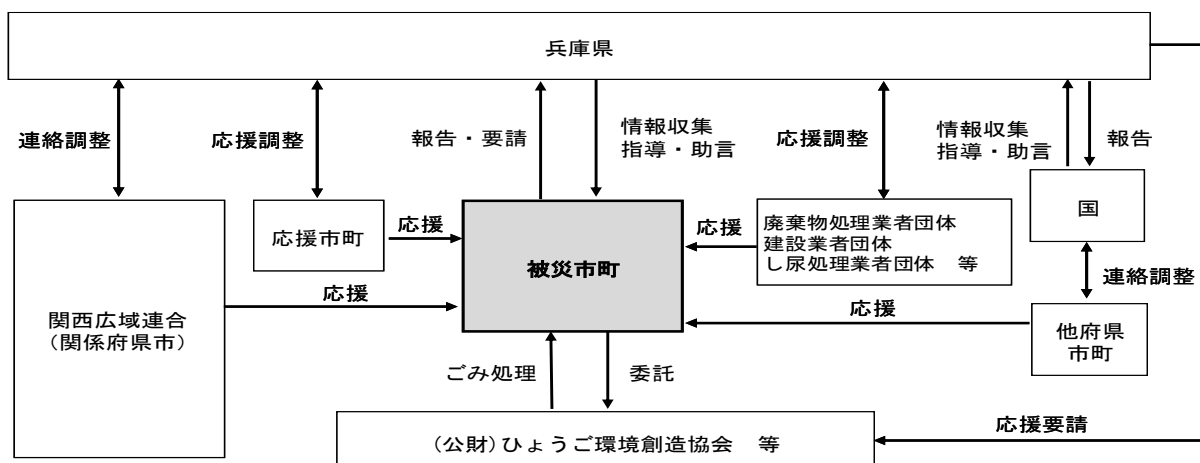 兵庫県
連絡調整
応援調整
報告・要請
情報収集
指導・助言
応援調整
情報収集
指導・助言
報告
関西広域連合
（関係府県市）
応援市町
応援
応援
被災市町
応援
廃棄物処理業者団体
建設業者団体
し尿処理業者団体　等
国
連絡調整
応援
他府県
市町
ごみ処理
委託
（公財）ひょうご環境創造協会　等
応援要請